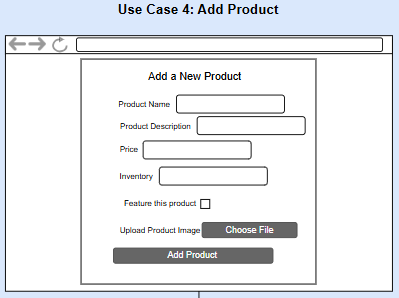 Use Case 4: Add Product
Add a New Product
Product Name
Product Description
Price
Inventory
Feature this product
Upload Product Image Choose File
Add Product